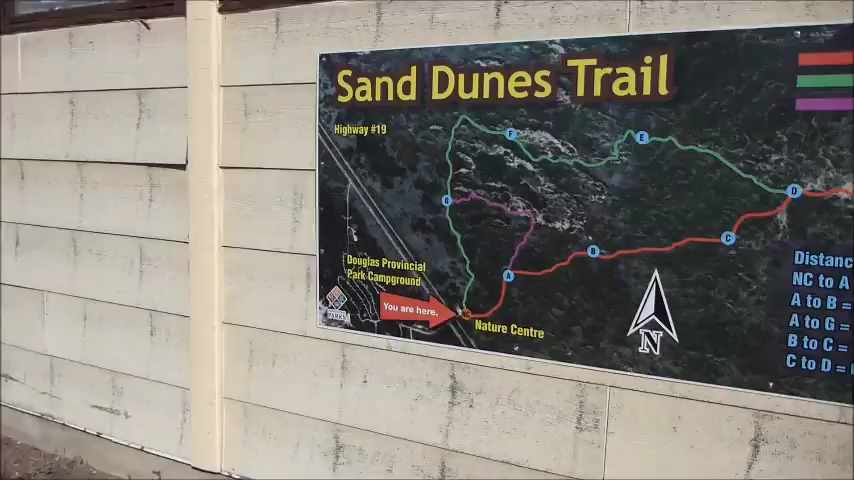 Sand Dunes Trail
Highway #19
F
E
G
D
C
B
A
Douglas Provincial
Park Campground
You are here.
Nature Centre
PARKS
N
Distanc
NC to A
A to B =
A to G =
B to C =
C to D =